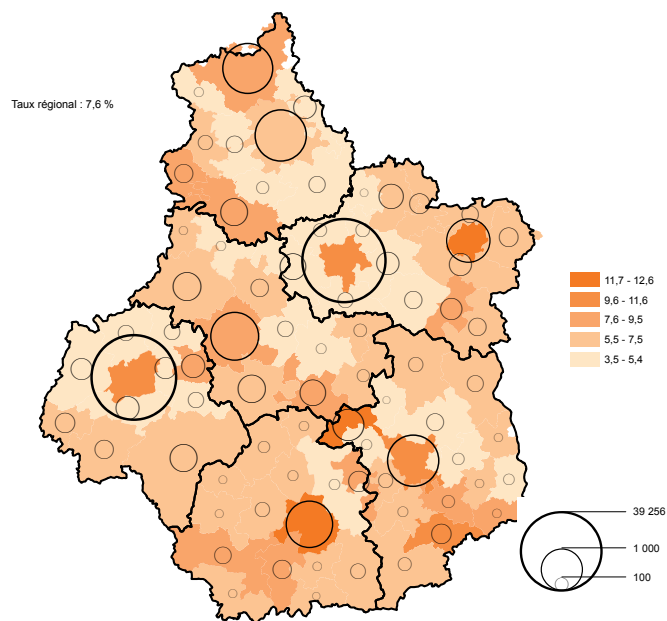 Taux régional : 7,6 %
11,7 - 12,6
9,6 - 11,6
7,6 - 9,5
5,5 - 7,5
3,5 - 5,4
39 256
1 000
100